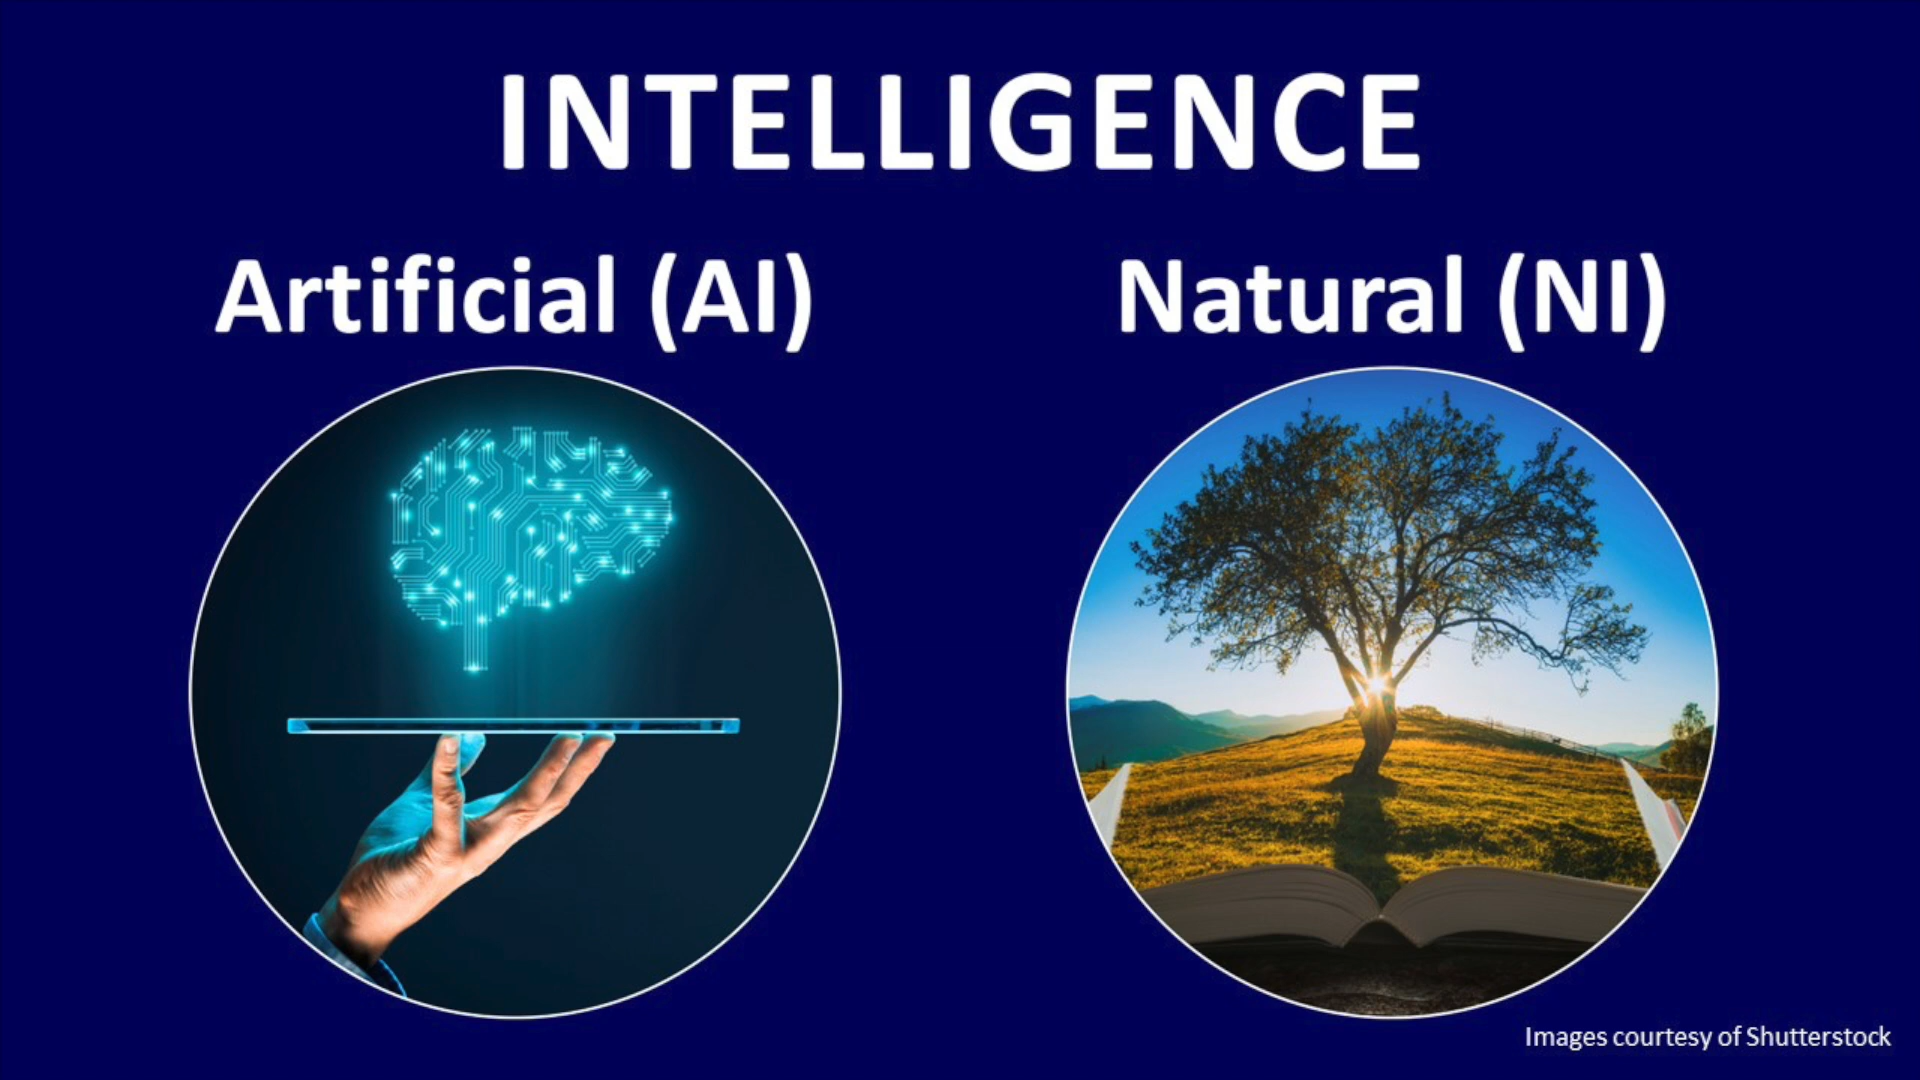 INTELLIGENCE
Artificial (AI)
Natural (NI)
Images courtesy of Shutterstock